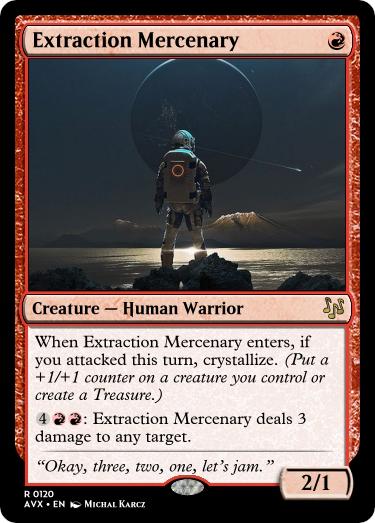 Extraction Mercenary
Creature — Human Warrior
When Extraction Mercenary enters, if
you attacked this turn, crystallize. (Put a
+1/+1 counter on a creature you control or
create a Treasure.)
4: Extraction Mercenary deals 3
damage to any target.
“Okay, three, two, one, let’s jam.”
2/1
R 0120
AVX • EN Michal Karcz